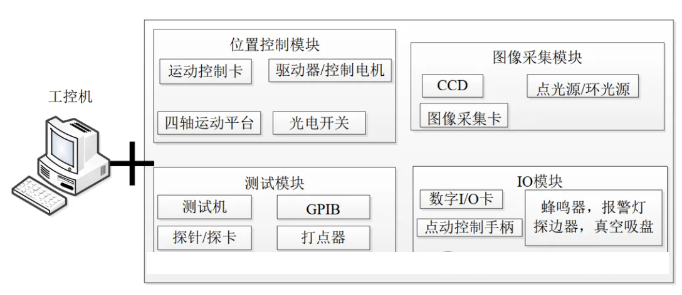 工控机
位置控制模块
运动控制卡
驱动器/控制电机
四轴运动平台
光电开关
图像采集模块
CCD
点光源/环光源
图像采集卡
测试模块
测试机
GPIB
探针/探卡
打点器
IO模块
数字I/O卡
点动控制手柄
蜂鸣器，报警灯
探边器，真空吸盘